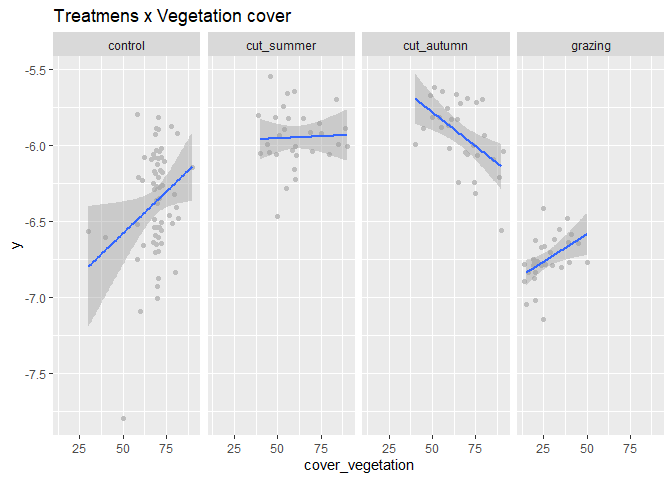 Treatmens x Vegetation cover
control cut_summer cut_autumn grazing
-5.5
-6.0
-6.5
-7.0
-7.5
y
25 50 75 25 50 75 25 50 75 25 50 75
cover_vegetation